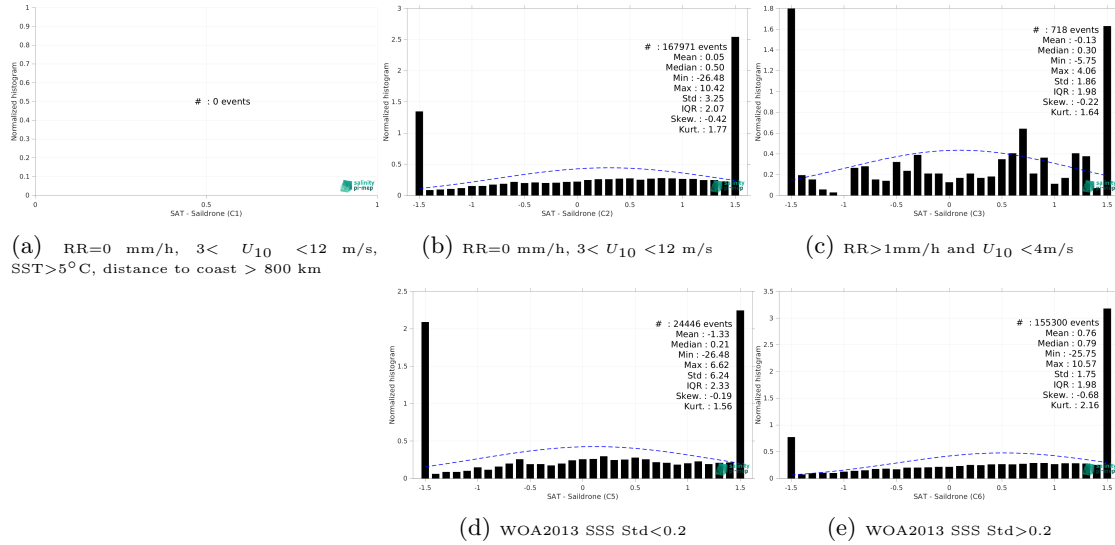 1
0.9
0.8
0.7
0.6
0.5
0.4
0.3
0.2
0.1
0
Normalized histogram
# : 0 events
salinity
pi-mep
0 0.5 1
SAT - Saildrone (C1)
(a) RR=0 mm/h, 3< U10 <12 m/s,
SST>5°C, distance to coast > 800 km
3
2.5
2
1.5
1
0.5
0
Normalized histogram
# : 167971 events
Mean : 0.05
Median : 0.50
Min : -26.48
Max : 10.42
Std : 3.25
IQR : 2.07
Skew. : -0.42
Kurt. : 1.77
salinity
pi-mep
-1.5 -1 -0.5 0 0.5 1 1.5
SAT - Saildrone (C2)
(b) RR=0 mm/h, 3< U10 <12 m/s
1.8
1.6
1.4
1.2
1
0.8
0.6
0.4
0.2
0
Normalized histogram
# : 718 events
Mean : -0.13
Median : 0.30
Min : -5.75
Max : 4.06
Std : 1.86
IQR : 1.98
Skew. : -0.22
Kurt. : 1.64
-1.5 -1 -0.5 0 0.5 1 1.5
SAT - Saildrone (C3)
(c) RR>1mm/h and U10 <4m/s
2.5
2
1.5
1
0.5
0
Normalized histogram
# : 24446 events
Mean : -1.33
Median : 0.21
Min : -26.48
Max : 6.62
Std : 6.24
IQR : 2.33
Skew. : -0.19
Kurt. : 1.56
-1.5 -1 -0.5 0 0.5 1 1.5
SAT - Saildrone (C5)
(d) WOA2013 SSS Std<0.2
3.5
3
2.5
2
1.5
1
0.5
0
Normalized histogram
# : 155300 events
Mean : 0.76
Median : 0.79
Min : -25.75
Max : 10.57
Std : 1.75
IQR : 1.98
Skew. : -0.68
Kurt. : 2.16
-1.5 -1 -0.5 0 0.5 1 1.5
SAT - Saildrone (C6)
(e) WOA2013 SSS Std>0.2